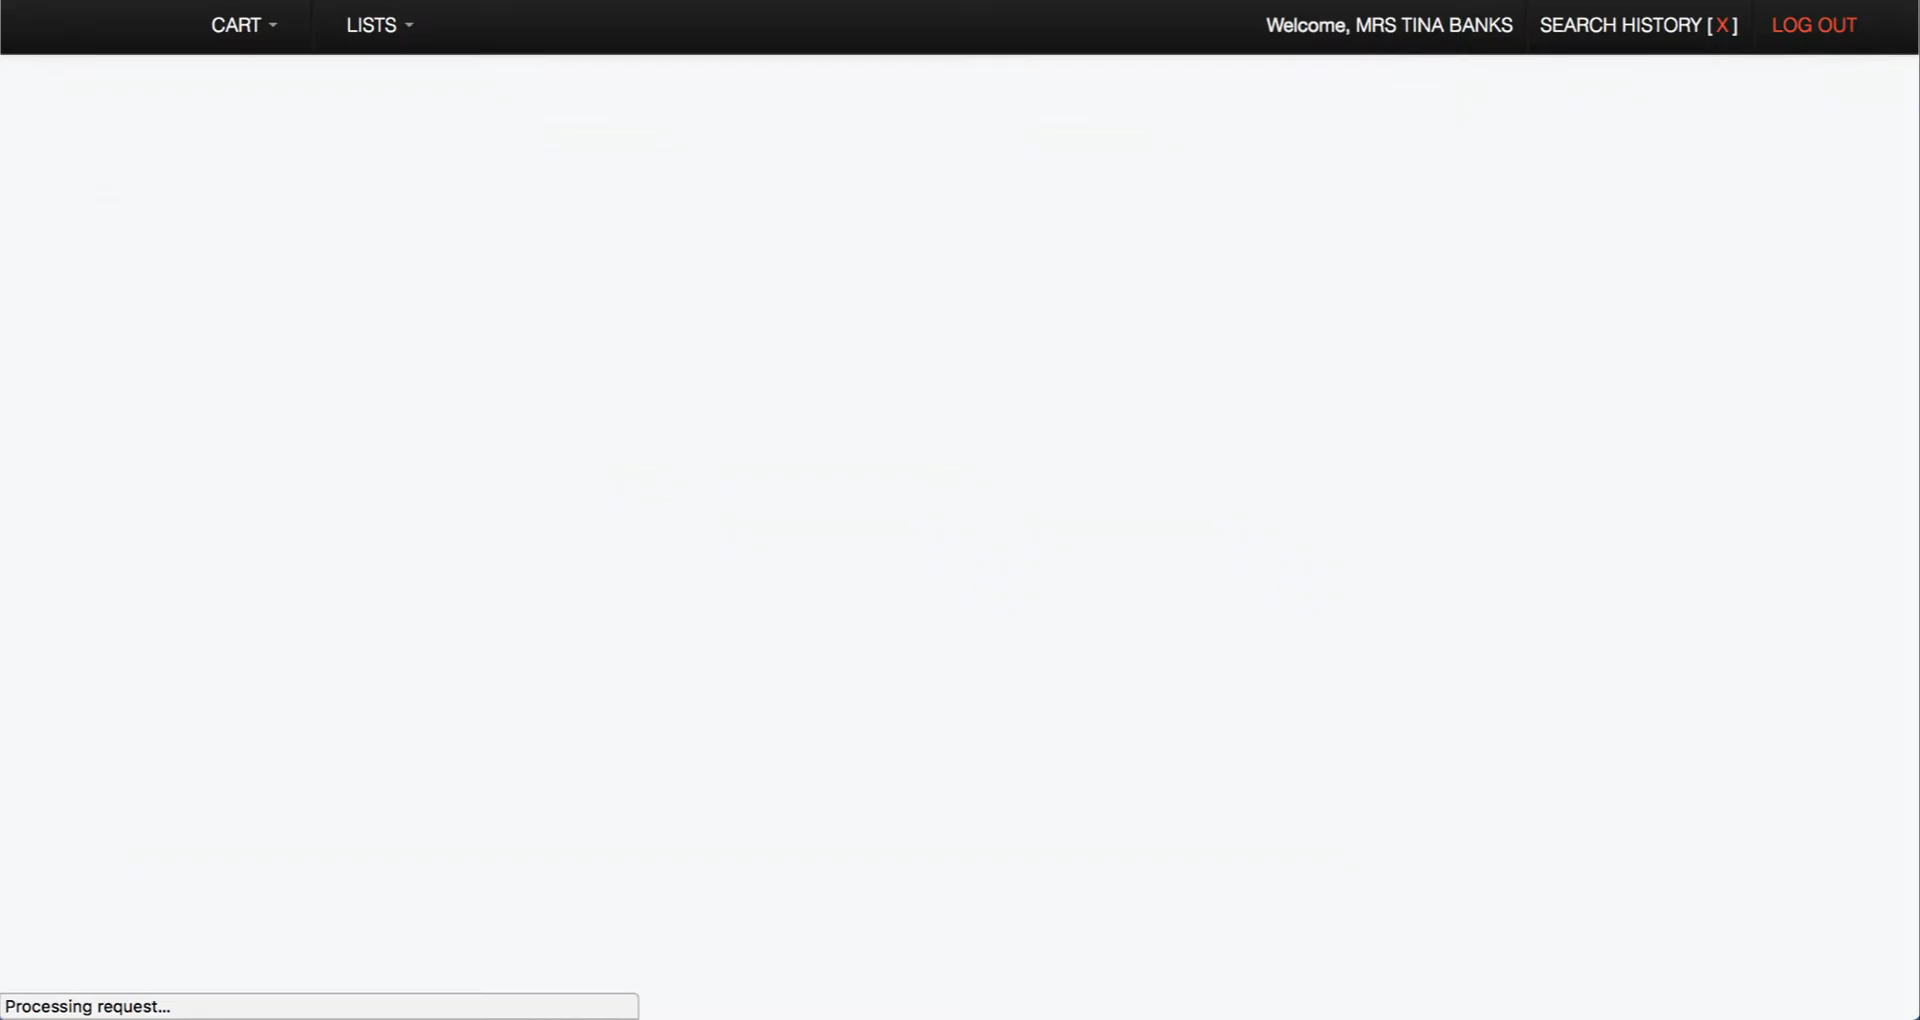 CART LISTS Welcome, MRS TINA BANKS SEARCH HISTORY [X] LOG OUT
Processing request...